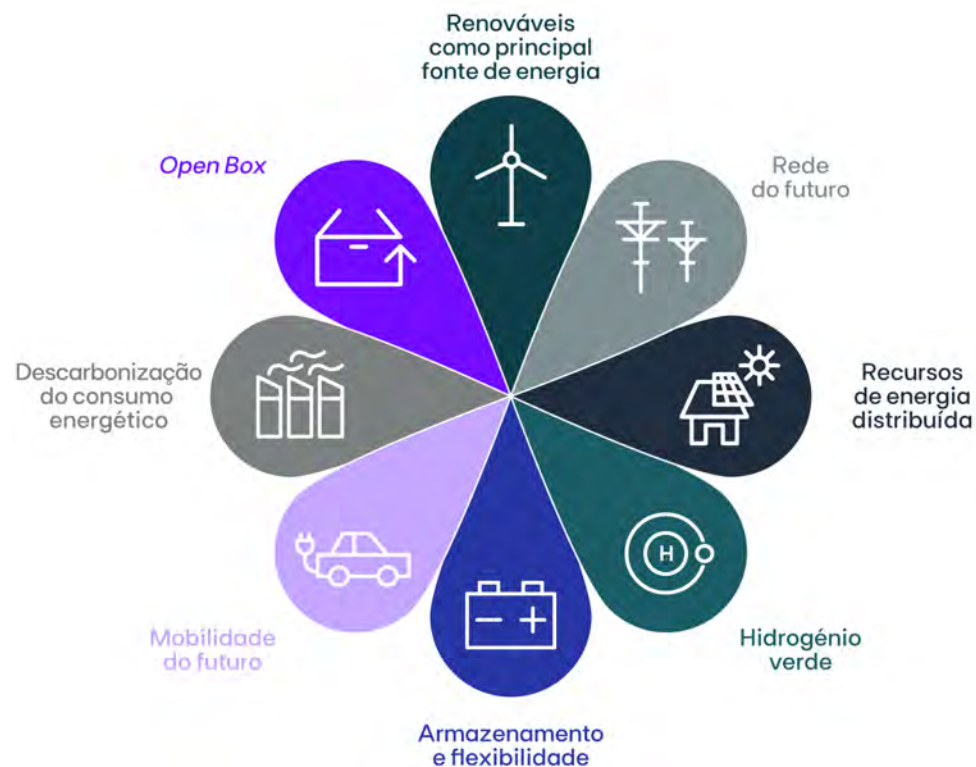 Renováveis
como principal
fonte de energia
Open Box
Rede
do futuro
Descarbonização
do consumo
energético
Recursos
de energia
distribuída
H
Mobilidade
do futuro
Hidrogénio
verde
Armazenamento
e flexibilidade